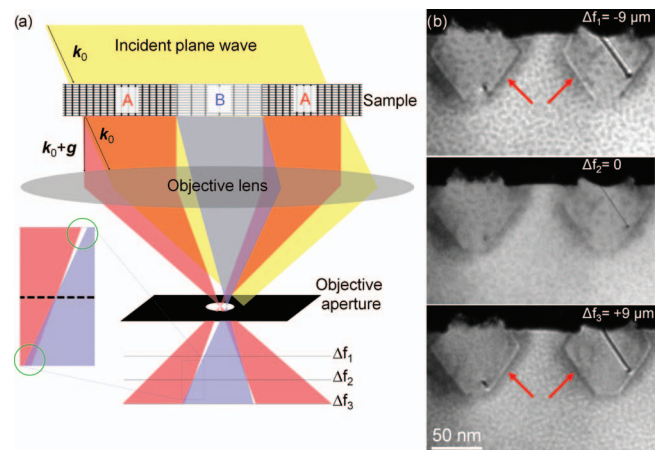 (a)
k₀
Incident plane wave
A
B
A
Sample
k₀+g
k₀
Objective lens
Objective
aperture
Δf₁
Δf₂
Δf₃
(b)
Δf₁= -9 µm
Δf₂= 0
Δf₃= +9 µm
50 nm